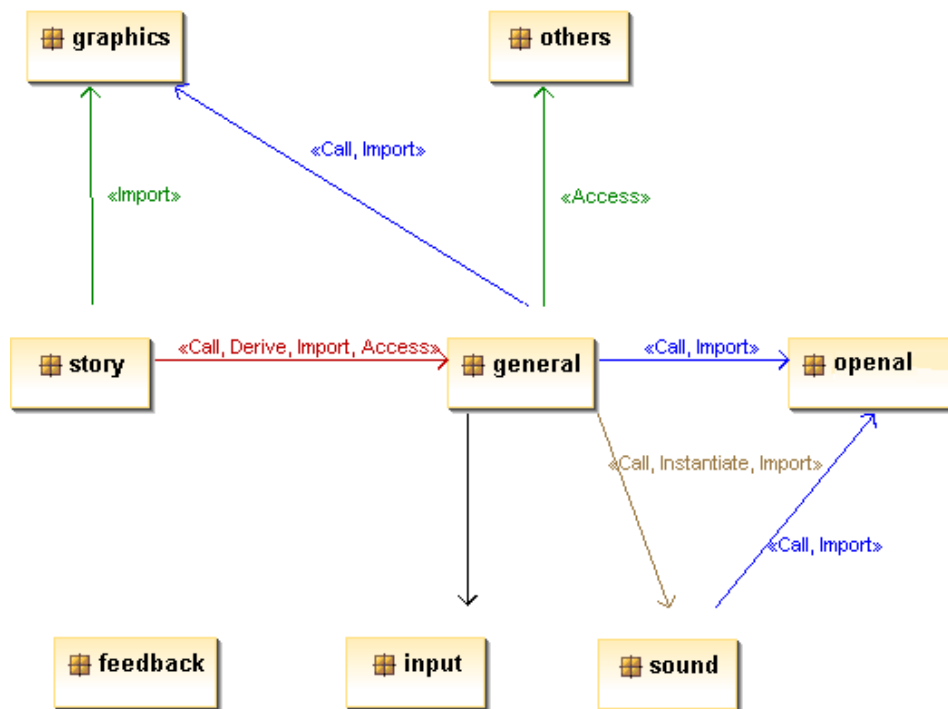 graphics
others
«Call, Import»
«Import»
«Access»
«Call, Derive, Import, Access»
«Call, Import»
story
general
openal
«Call, Instantiate, Import»
«Call, Import»
feedback
input
sound